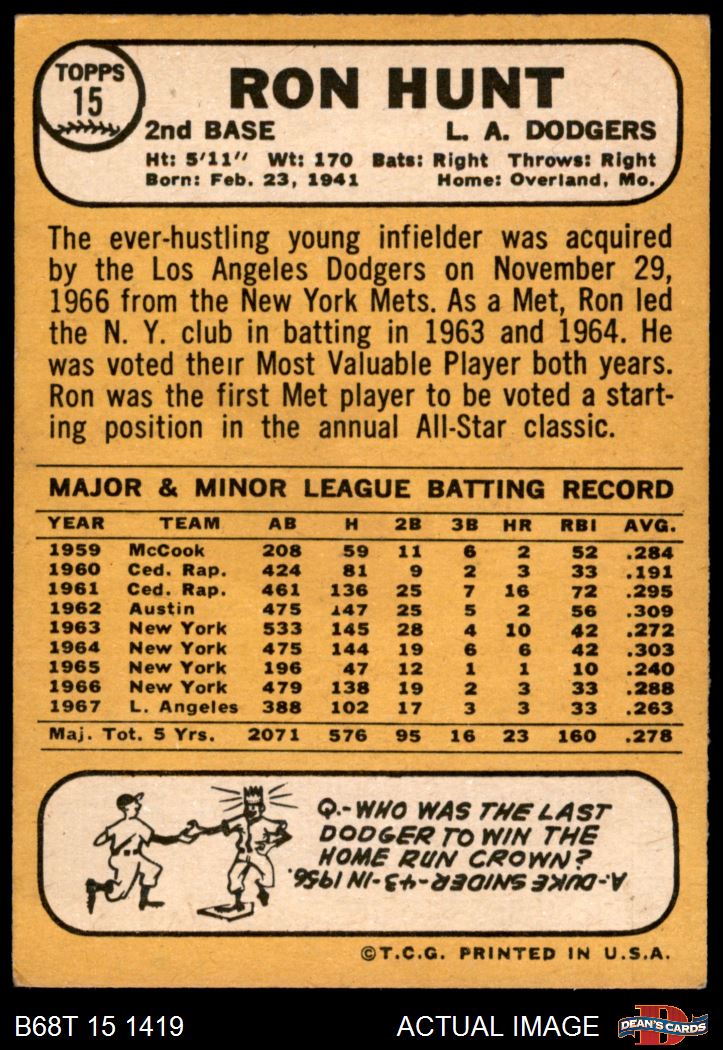 TOPPS
15
RON HUNT
2nd BASE L. A. DODGERS
Ht: 5'11" Wt: 170 Bats: Right Throws: Right
Born: Feb. 23, 1941 Home: Overland, Mo.
The ever-hustling young infielder was acquired
by the Los Angeles Dodgers on November 29,
1966 from the New York Mets. As a Met, Ron led
the N. Y. club in batting in 1963 and 1964. He
was voted their Most Valuable Player both years.
Ron was the first Met player to be voted a start-
ing position in the annual All-Star classic.
MAJOR & MINOR LEAGUE BATTING RECORD
YEAR TEAM AB H 2B 3B HR RBI AVG.
1959 McCook 208 59 11 6 2 52 .284
1960 Ced. Rap. 424 81 9 2 3 33 .191
1961 Ced. Rap. 461 136 25 7 16 72 .295
1962 Austin 475 147 25 5 2 56 .309
1963 New York 533 145 28 4 10 42 .272
1964 New York 475 144 19 6 6 42 .303
1965 New York 196 47 12 1 1 10 .240
1966 New York 479 138 19 2 3 33 .288
1967 L. Angeles 388 102 17 3 3 33 .263
Maj. Tot. 5 Yrs. 2071 576 95 16 23 160 .278
Q.-WHO WAS THE LAST
DODGER TO WIN THE
HOME RUN CROWN?
A.-DUKE SNIDER-43-IN 1956.
©T.C.G. PRINTED IN U.S.A.
B68T 15 1419 ACTUAL IMAGE
D
DEAN'S CARDS